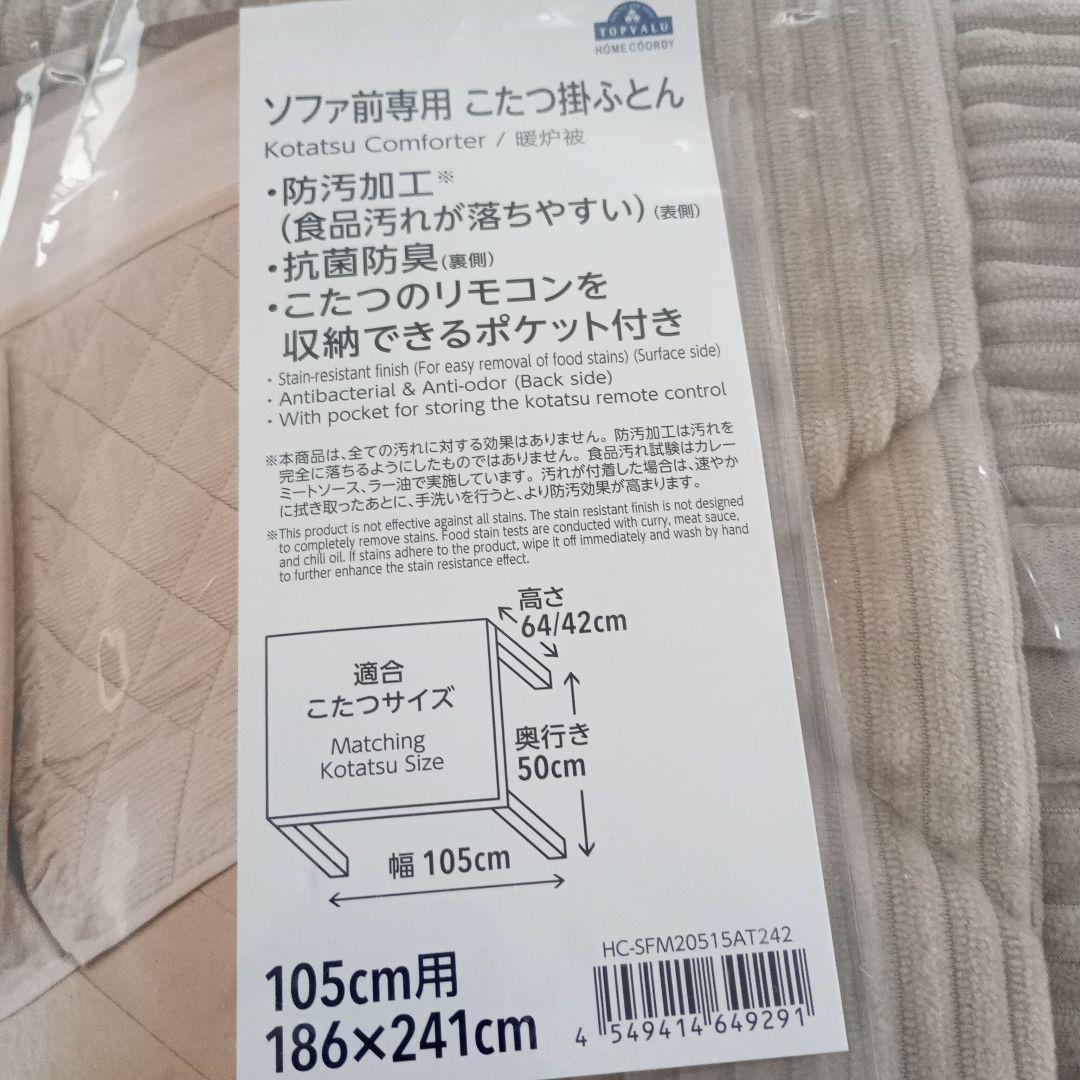 TOPVALU
HOME COORDY
ソファ前専用 こたつ掛ふとん
Kotatsu Comforter / 暖炉被
・防汚加工※
(食品汚れが落ちやすい)(表側)
・抗菌防臭(裏側)
・こたつのリモコンを
収納できるポケット付き
・Stain-resistant finish (For easy removal of food stains) (Surface side)
・Antibacterial & Anti-odor (Back side)
・With pocket for storing the kotatsu remote control
※本商品は、全ての汚れに対する効果はありません。防汚加工は汚れを
完全に落ちるようにしたものではありません。食品汚れ試験はカレー
ミートソース、ラー油で実施しています。汚れが付着した場合は、速やか
に拭き取ったあとに、手洗いを行うと、より防汚効果が高まります。
※This product is not effective against all stains. The stain resistant finish is not designed
to completely remove stains. Food stain tests are conducted with curry, meat sauce,
and chili oil. If stains adhere to the product, wipe it off immediately and wash by hand
to further enhance the stain resistance effect.
高さ
64/42cm
適合
こたつサイズ
Matching
Kotatsu Size
奥行き
50cm
幅 105cm
105cm用
186×241cm
HC-SFM20515AT242
4 549414 649291